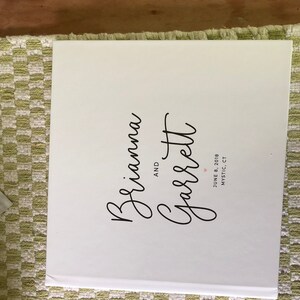 Brianna
AND
Garrett
JUNE 8, 2018
MYSTIC, CT